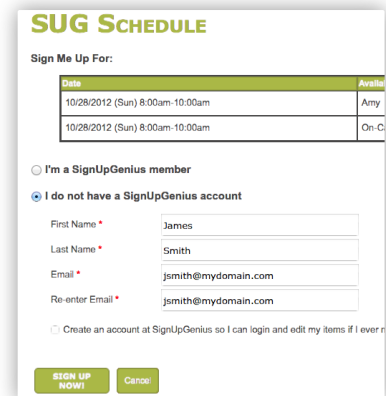 SUG SCHEDULE
Sign Me Up For:
Date Availa
10/28/2012 (Sun) 8:00am-10:00am Amy
10/28/2012 (Sun) 8:00am-10:00am On-C
I'm a SignUpGenius member
I do not have a SignUpGenius account
First Name * James
Last Name * Smith
Email * jsmith@mydomain.com
Re-enter Email * jsmith@mydomain.com
Create an account at SignUpGenius so I can login and edit my items if I ever
SIGN UP
NOW!
Cancel